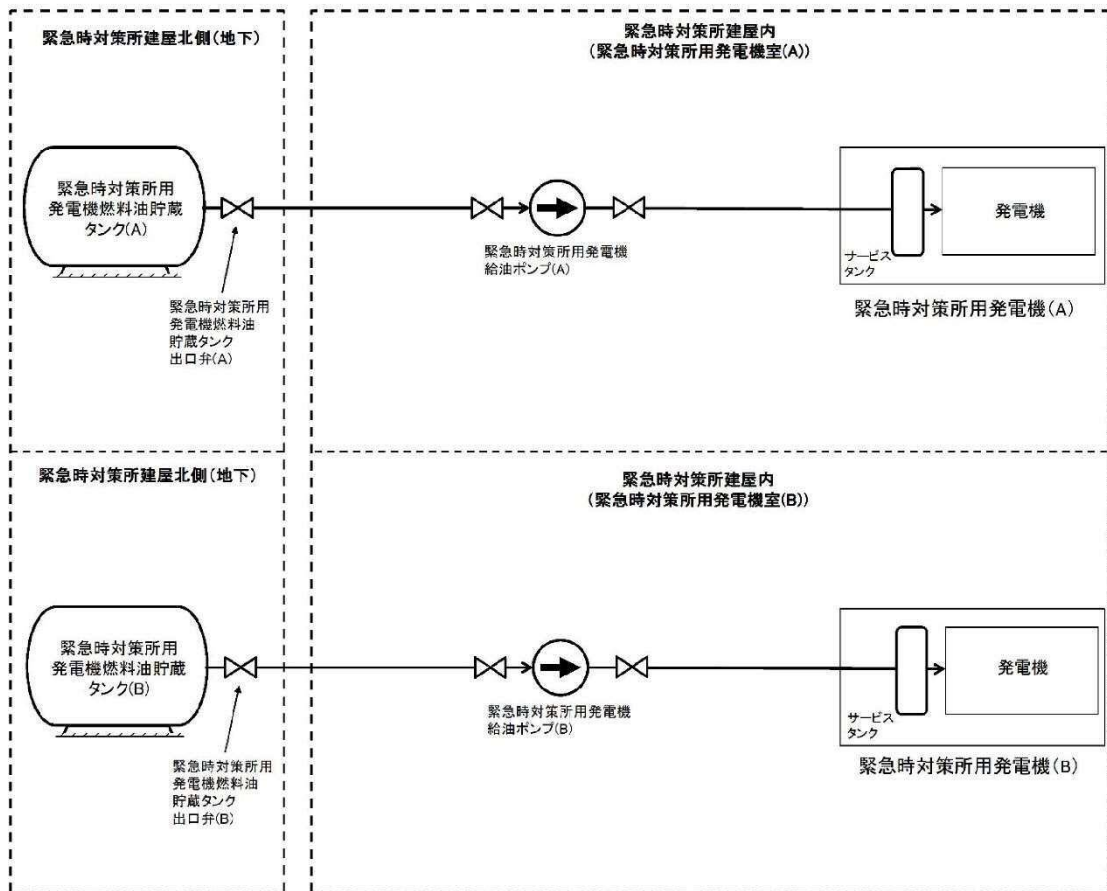 緊急時対策所建屋北側(地下)
緊急時対策所建屋内
(緊急時対策所用発電機室(A))
緊急時対策所用
発電機燃料油貯蔵
タンク(A)
緊急時対策所用
発電機燃料油
貯蔵タンク
出口弁(A)
緊急時対策所用発電機
給油ポンプ(A)
サービス
タンク
発電機
緊急時対策所用発電機(A)
緊急時対策所建屋北側(地下)
緊急時対策所建屋内
(緊急時対策所用発電機室(B))
緊急時対策所用
発電機燃料油貯蔵
タンク(B)
緊急時対策所用
発電機燃料油
貯蔵タンク
出口弁(B)
緊急時対策所用発電機
給油ポンプ(B)
サービス
タンク
発電機
緊急時対策所用発電機(B)